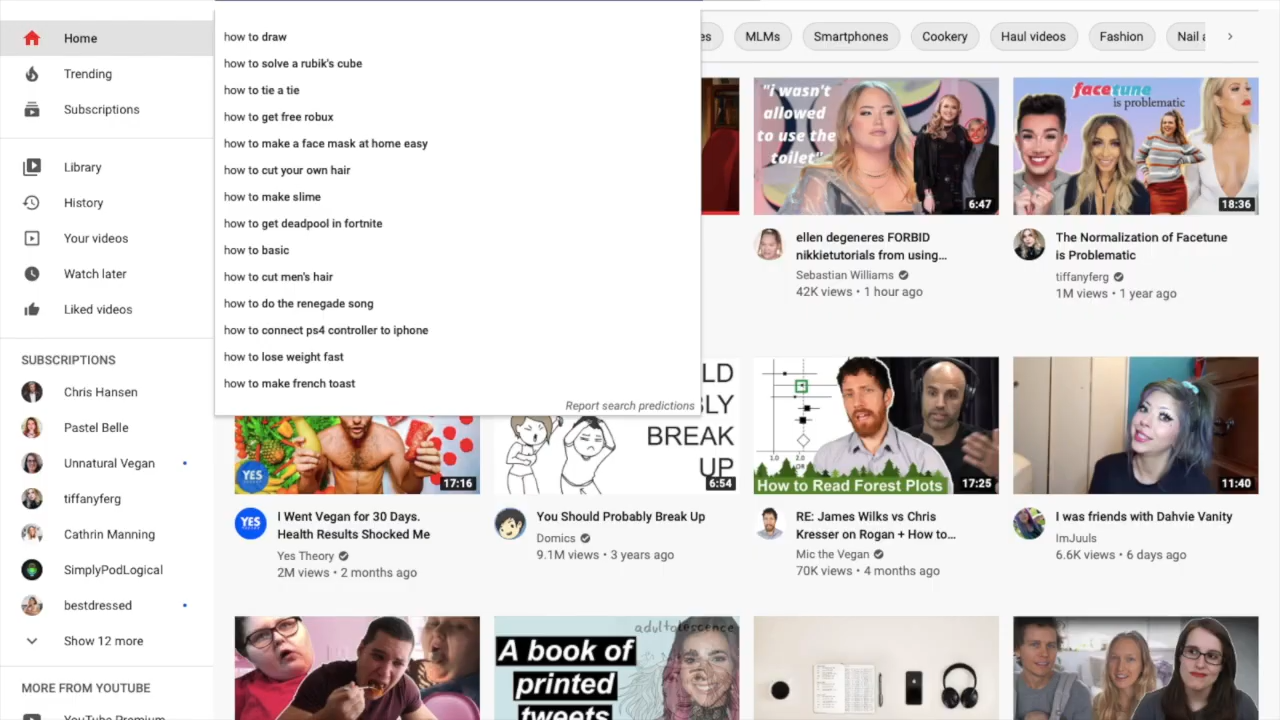 Home
Trending
Subscriptions
Library
History
Your videos
Watch later
Liked videos
SUBSCRIPTIONS
Chris Hansen
Pastel Belle
Unnatural Vegan
tiffanyferg
Cathrin Manning
SimplyPodLogical
bestdressed
Show 12 more
MORE FROM YOUTUBE
YouTube Premium
how to draw
how to solve a rubik's cube
how to tie a tie
how to get free robux
how to make a face mask at home easy
how to cut your own hair
how to make slime
how to get deadpool in fortnite
how to basic
how to cut men's hair
how to do the renegade song
how to connect ps4 controller to iphone
how to lose weight fast
how to make french toast
Report search predictions
es
MLMs
Smartphones
Cookery
Haul videos
Fashion
Nail
"i wasn't
allowed
to use the
toilet"
6:47
facetune
is problematic
18:36
ellen degeneres FORBID
nikkietutorials from using...
Sebastian Williams
42K views • 1 hour ago
The Normalization of Facetune
is Problematic
tiffanyferg
1M views • 1 year ago
YES
17:16
LD
BLY
BREAK
UP
6:54
1.0
2.0
How to Read Forest Plots
17:25
11:40
YES
I Went Vegan for 30 Days.
Health Results Shocked Me
Yes Theory
2M views • 2 months ago
You Should Probably Break Up
Domics
9.1M views • 3 years ago
RE: James Wilks vs Chris
Kresser on Rogan + How to...
Mic the Vegan
70K views • 4 months ago
I was friends with Dahvie Vanity
ImJuuls
6.6K views • 6 days ago
adultolescence
A book of
printed
tweets